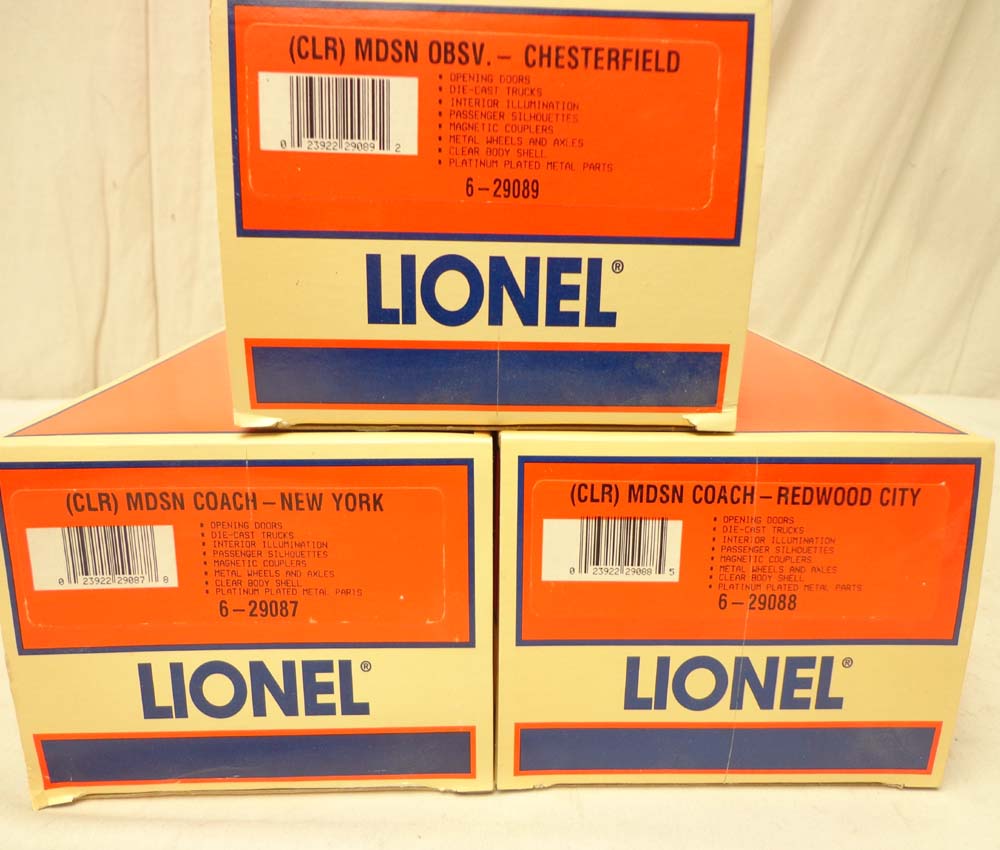 (CLR) MDSN OBSV. – CHESTERFIELD
• OPENING DOORS
• DIE-CAST TRUCKS
• INTERIOR ILLUMINATION
• PASSENGER SILHOUETTES
• MAGNETIC COUPLERS
• METAL WHEELS AND AXLES
• CLEAR BODY SHELL
• PLATINUM PLATED METAL PARTS
0 23922 29089 2
6–29089
LIONEL®
(CLR) MDSN COACH–NEW YORK
• OPENING DOORS
• DIE-CAST TRUCKS
• INTERIOR ILLUMINATION
• PASSENGER SILHOUETTES
• MAGNETIC COUPLERS
• METAL WHEELS AND AXLES
• CLEAR BODY SHELL
• PLATINUM PLATED METAL PARTS
0 23922 29087 8
6–29087
LIONEL®
(CLR) MDSN COACH–REDWOOD CITY
• OPENING DOORS
• DIE-CAST TRUCKS
• INTERIOR ILLUMINATION
• PASSENGER SILHOUETTES
• MAGNETIC COUPLERS
• METAL WHEELS AND AXLES
• CLEAR BODY SHELL
• PLATINUM PLATED METAL PARTS
0 23922 29088 5
6–29088
LIONEL®